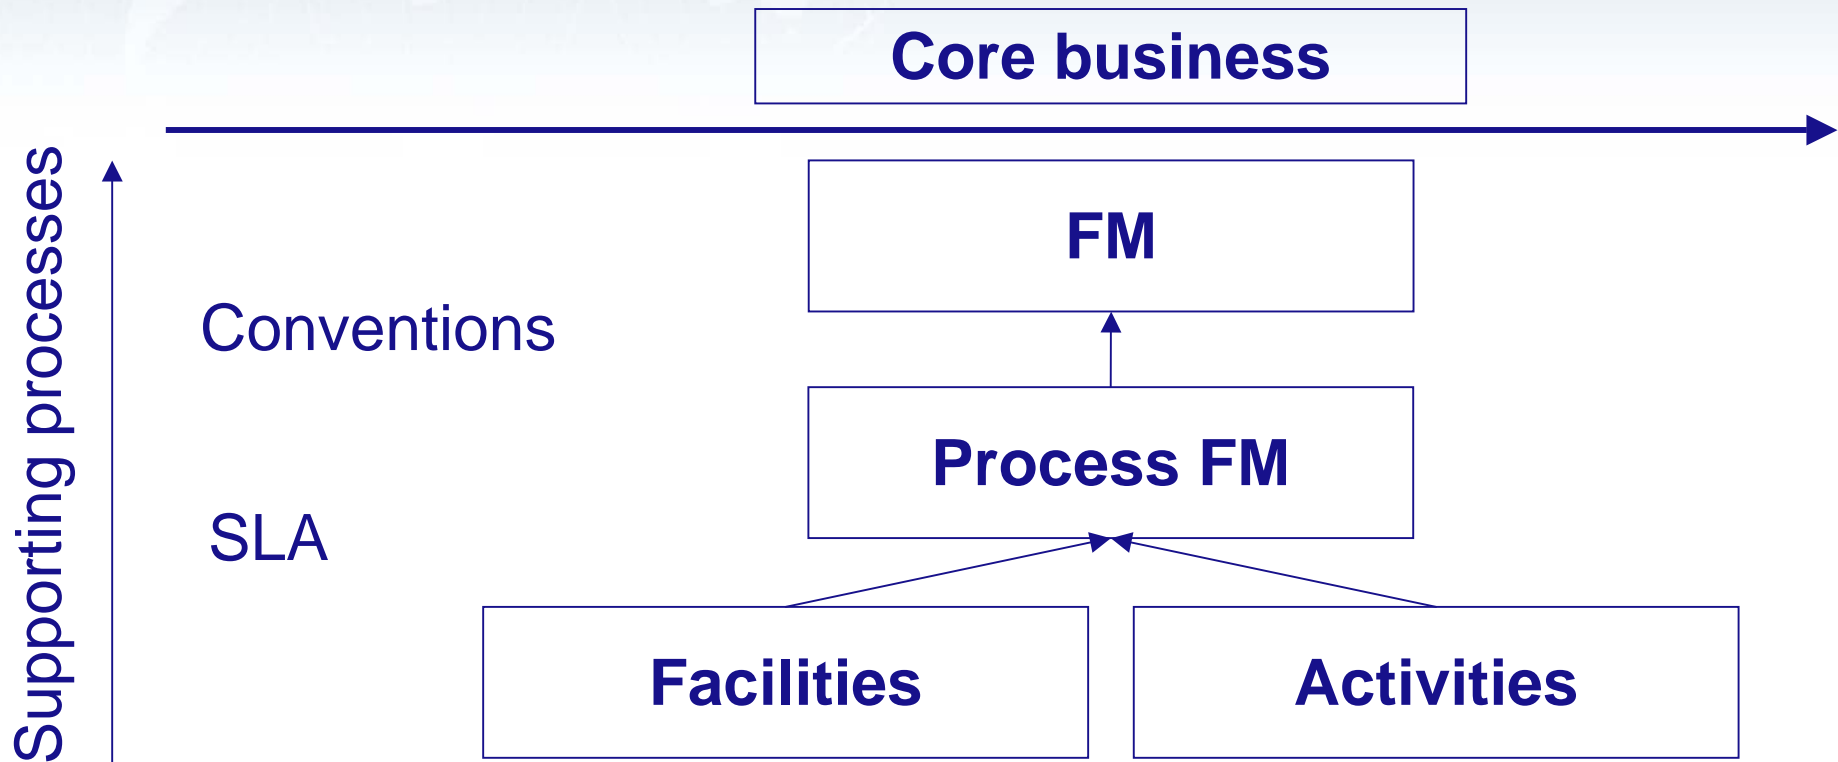 Core business
Supporting processes
FM
Conventions
Process FM
SLA
Facilities
Activities